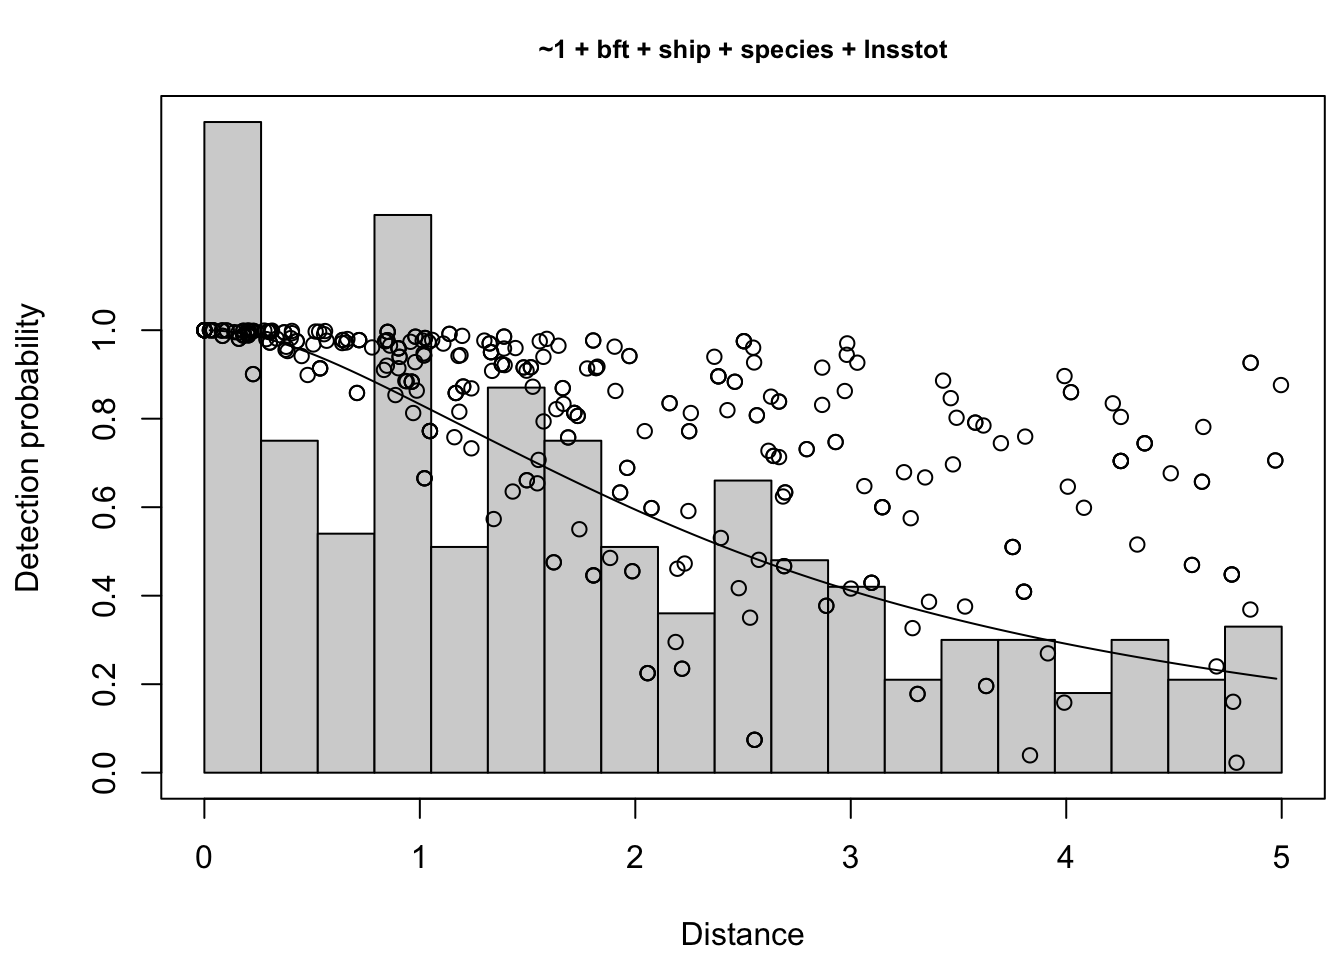 ~1 + bft + ship + species + lnsstot
Detection probability
1.0
0.8
0.6
0.4
0.2
0.0
0 1 2 3 4 5
Distance